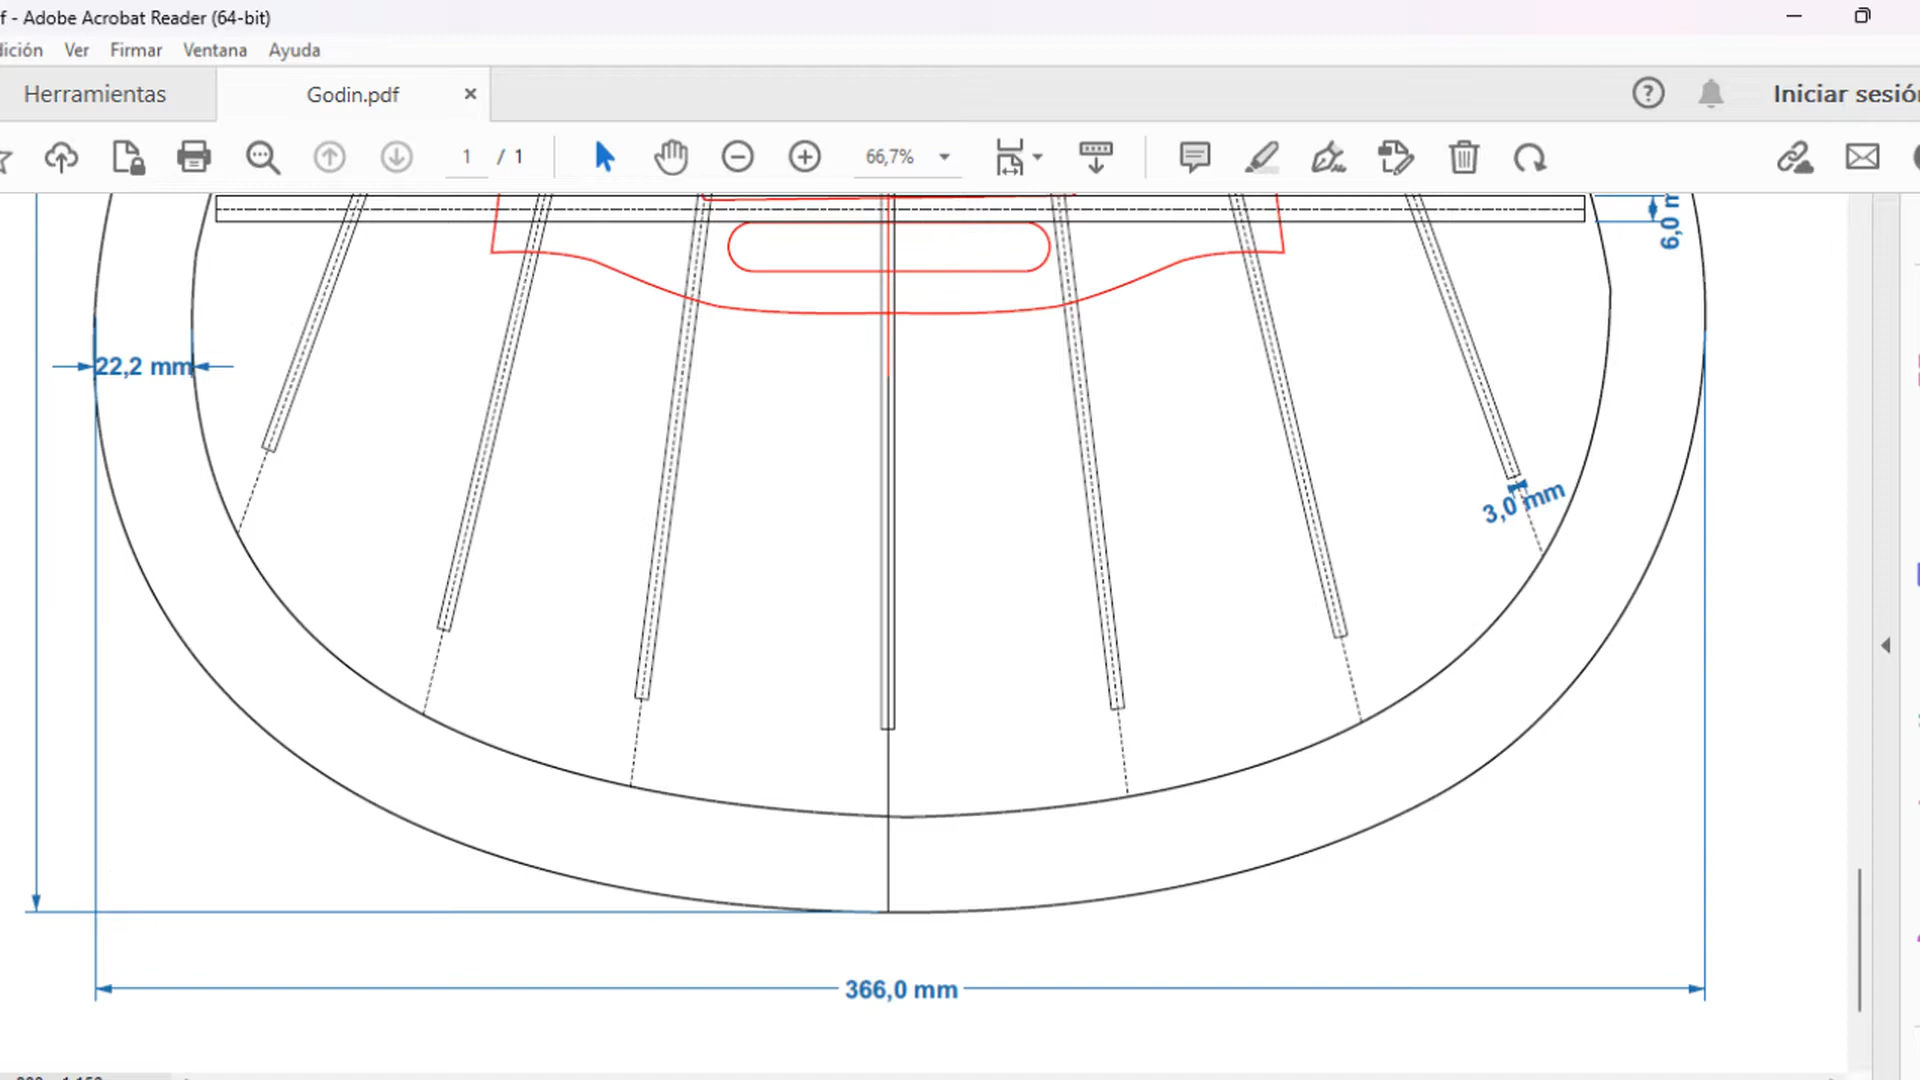 f - Adobe Acrobat Reader (64-bit)
dición Ver Firmar Ventana Ayuda
Herramientas Godin.pdf Iniciar sesión
1 / 1 66,7%
6,0 m
22,2 mm
3,0 mm
366,0 mm